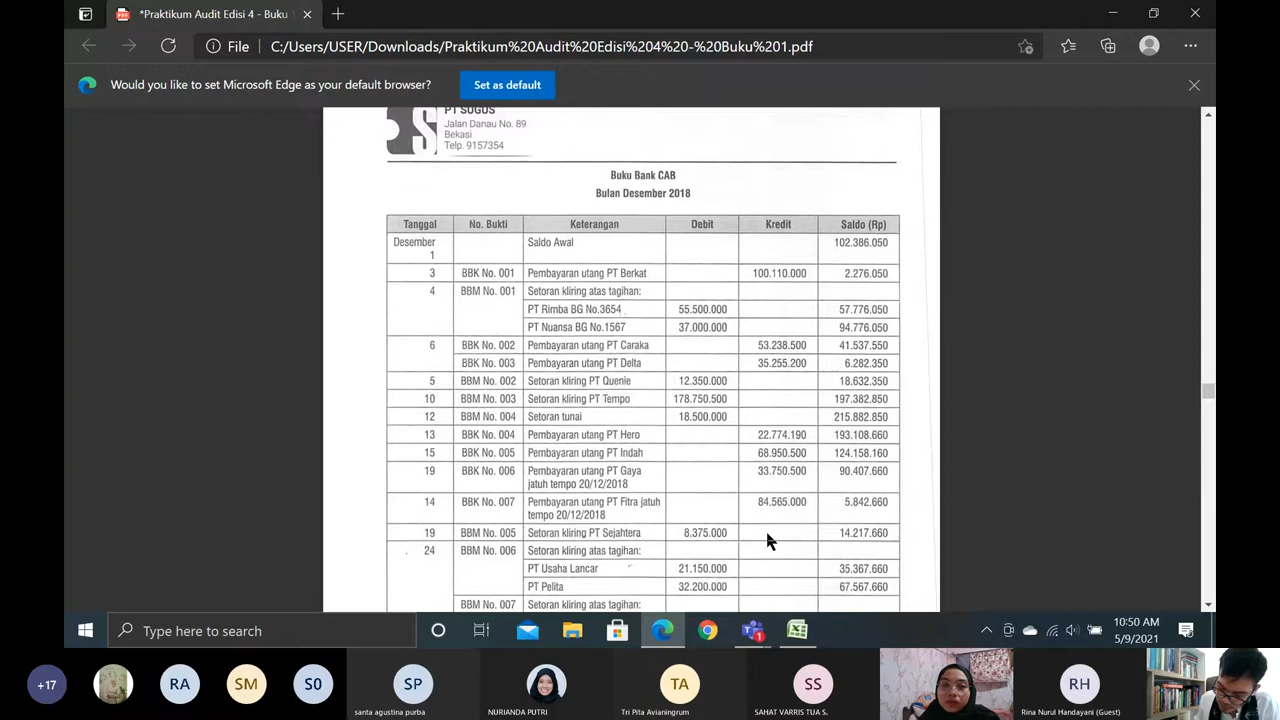 *Praktikum Audit Edisi 4 - Buku
File C:/Users/USER/Downloads/Praktikum%20Audit%20Edisi%204%20-%20Buku%201.pdf
Would you like to set Microsoft Edge as your default browser? Set as default
PT SUGUS
Jalan Danau No. 89
Bekasi
Telp. 9157354
Buku Bank CAB
Bulan Desember 2018
Tanggal No. Bukti Keterangan Debit Kredit Saldo (Rp)
Desember Saldo Awal 102.386.050
1
3 BBK No. 001 Pembayaran utang PT Berkat 100.110.000 2.276.050
4 BBM No. 001 Setoran kliring atas tagihan:
PT Rimba BG No.3654 55.500.000 57.776.050
PT Nuansa BG No.1567 37.000.000 94.776.050
6 BBK No. 002 Pembayaran utang PT Caraka 53.238.500 41.537.550
BBK No. 003 Pembayaran utang PT Delta 35.255.200 6.282.350
5 BBM No. 002 Setoran kliring PT Quenie 12.350.000 18.632.350
10 BBM No. 003 Setoran kliring PT Tempo 178.750.500 197.382.850
12 BBM No. 004 Setoran tunai 18.500.000 215.882.850
13 BBK No. 004 Pembayaran utang PT Hero 22.774.190 193.108.660
15 BBK No. 005 Pembayaran utang PT Indah 68.950.500 124.158.160
19 BBK No. 006 Pembayaran utang PT Gaya 33.750.500 90.407.660
jatuh tempo 20/12/2018
14 BBK No. 007 Pembayaran utang PT Fitra jatuh 84.565.000 5.842.660
tempo 20/12/2018
19 BBM No. 005 Setoran kliring PT Sejahtera 8.375.000 14.217.660
24 BBM No. 006 Setoran kliring atas tagihan:
PT Usaha Lancar 21.150.000 35.367.660
PT Pelita 32.200.000 67.567.660
BBM No. 007 Setoran kliring atas tagihan:
Type here to search
1
10:50 AM
5/9/2021
+17 RA SM S0 SP TA SS RH
santa agustina purba NURIANDA PUTRI Tri Pita Avianingrum SAHAT VARRIS TUA S. Rina Nurul Handayani (Guest)